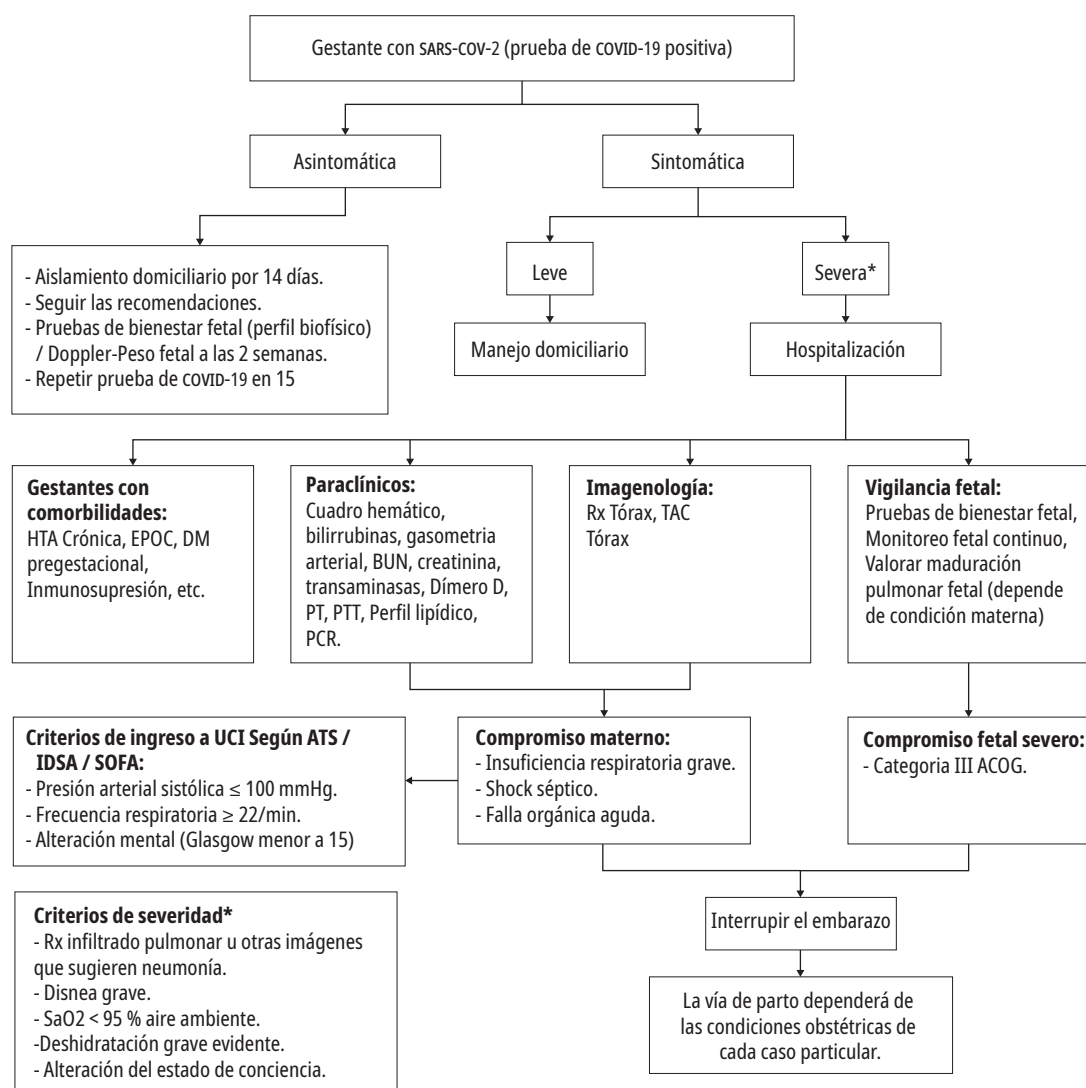 Gestante con SARS-COV-2 (prueba de COVID-19 positiva)
Asintomática
Sintomática
- Aislamiento domiciliario por 14 días.
- Seguir las recomendaciones.
- Pruebas de bienestar fetal (perfil biofísico)
/ Doppler-Peso fetal a las 2 semanas.
- Repetir prueba de COVID-19 en 15
Leve
Severa*
Manejo domiciliario
Hospitalización
Gestantes con
comorbilidades:
HTA Crónica, EPOC, DM
pregestacional,
Inmunosupresión, etc.
Paraclínicos:
Cuadro hemático,
bilirrubinas, gasometria
arterial, BUN, creatinina,
transaminasas, Dímero D,
PT, PTT, Perfil lipídico,
PCR.
Imagenología:
Rx Tórax, TAC
Tórax
Vigilancia fetal:
Pruebas de bienestar fetal,
Monitoreo fetal continuo,
Valorar maduración
pulmonar fetal (depende
de condición materna)
Criterios de ingreso a UCI Según ATS /
IDSA / SOFA:
- Presión arterial sistólica ≤ 100 mmHg.
- Frecuencia respiratoria ≥ 22/min.
- Alteración mental (Glasgow menor a 15)
Compromiso materno:
- Insuficiencia respiratoria grave.
- Shock séptico.
- Falla orgánica aguda.
Compromiso fetal severo:
- Categoria III ACOG.
Criterios de severidad*
- Rx infiltrado pulmonar u otras imágenes
que sugieren neumonía.
- Disnea grave.
- SaO2 < 95 % aire ambiente.
-Deshidratación grave evidente.
- Alteración del estado de conciencia.
Interrumpir el embarazo
La vía de parto dependerá de
las condiciones obstétricas de
cada caso particular.